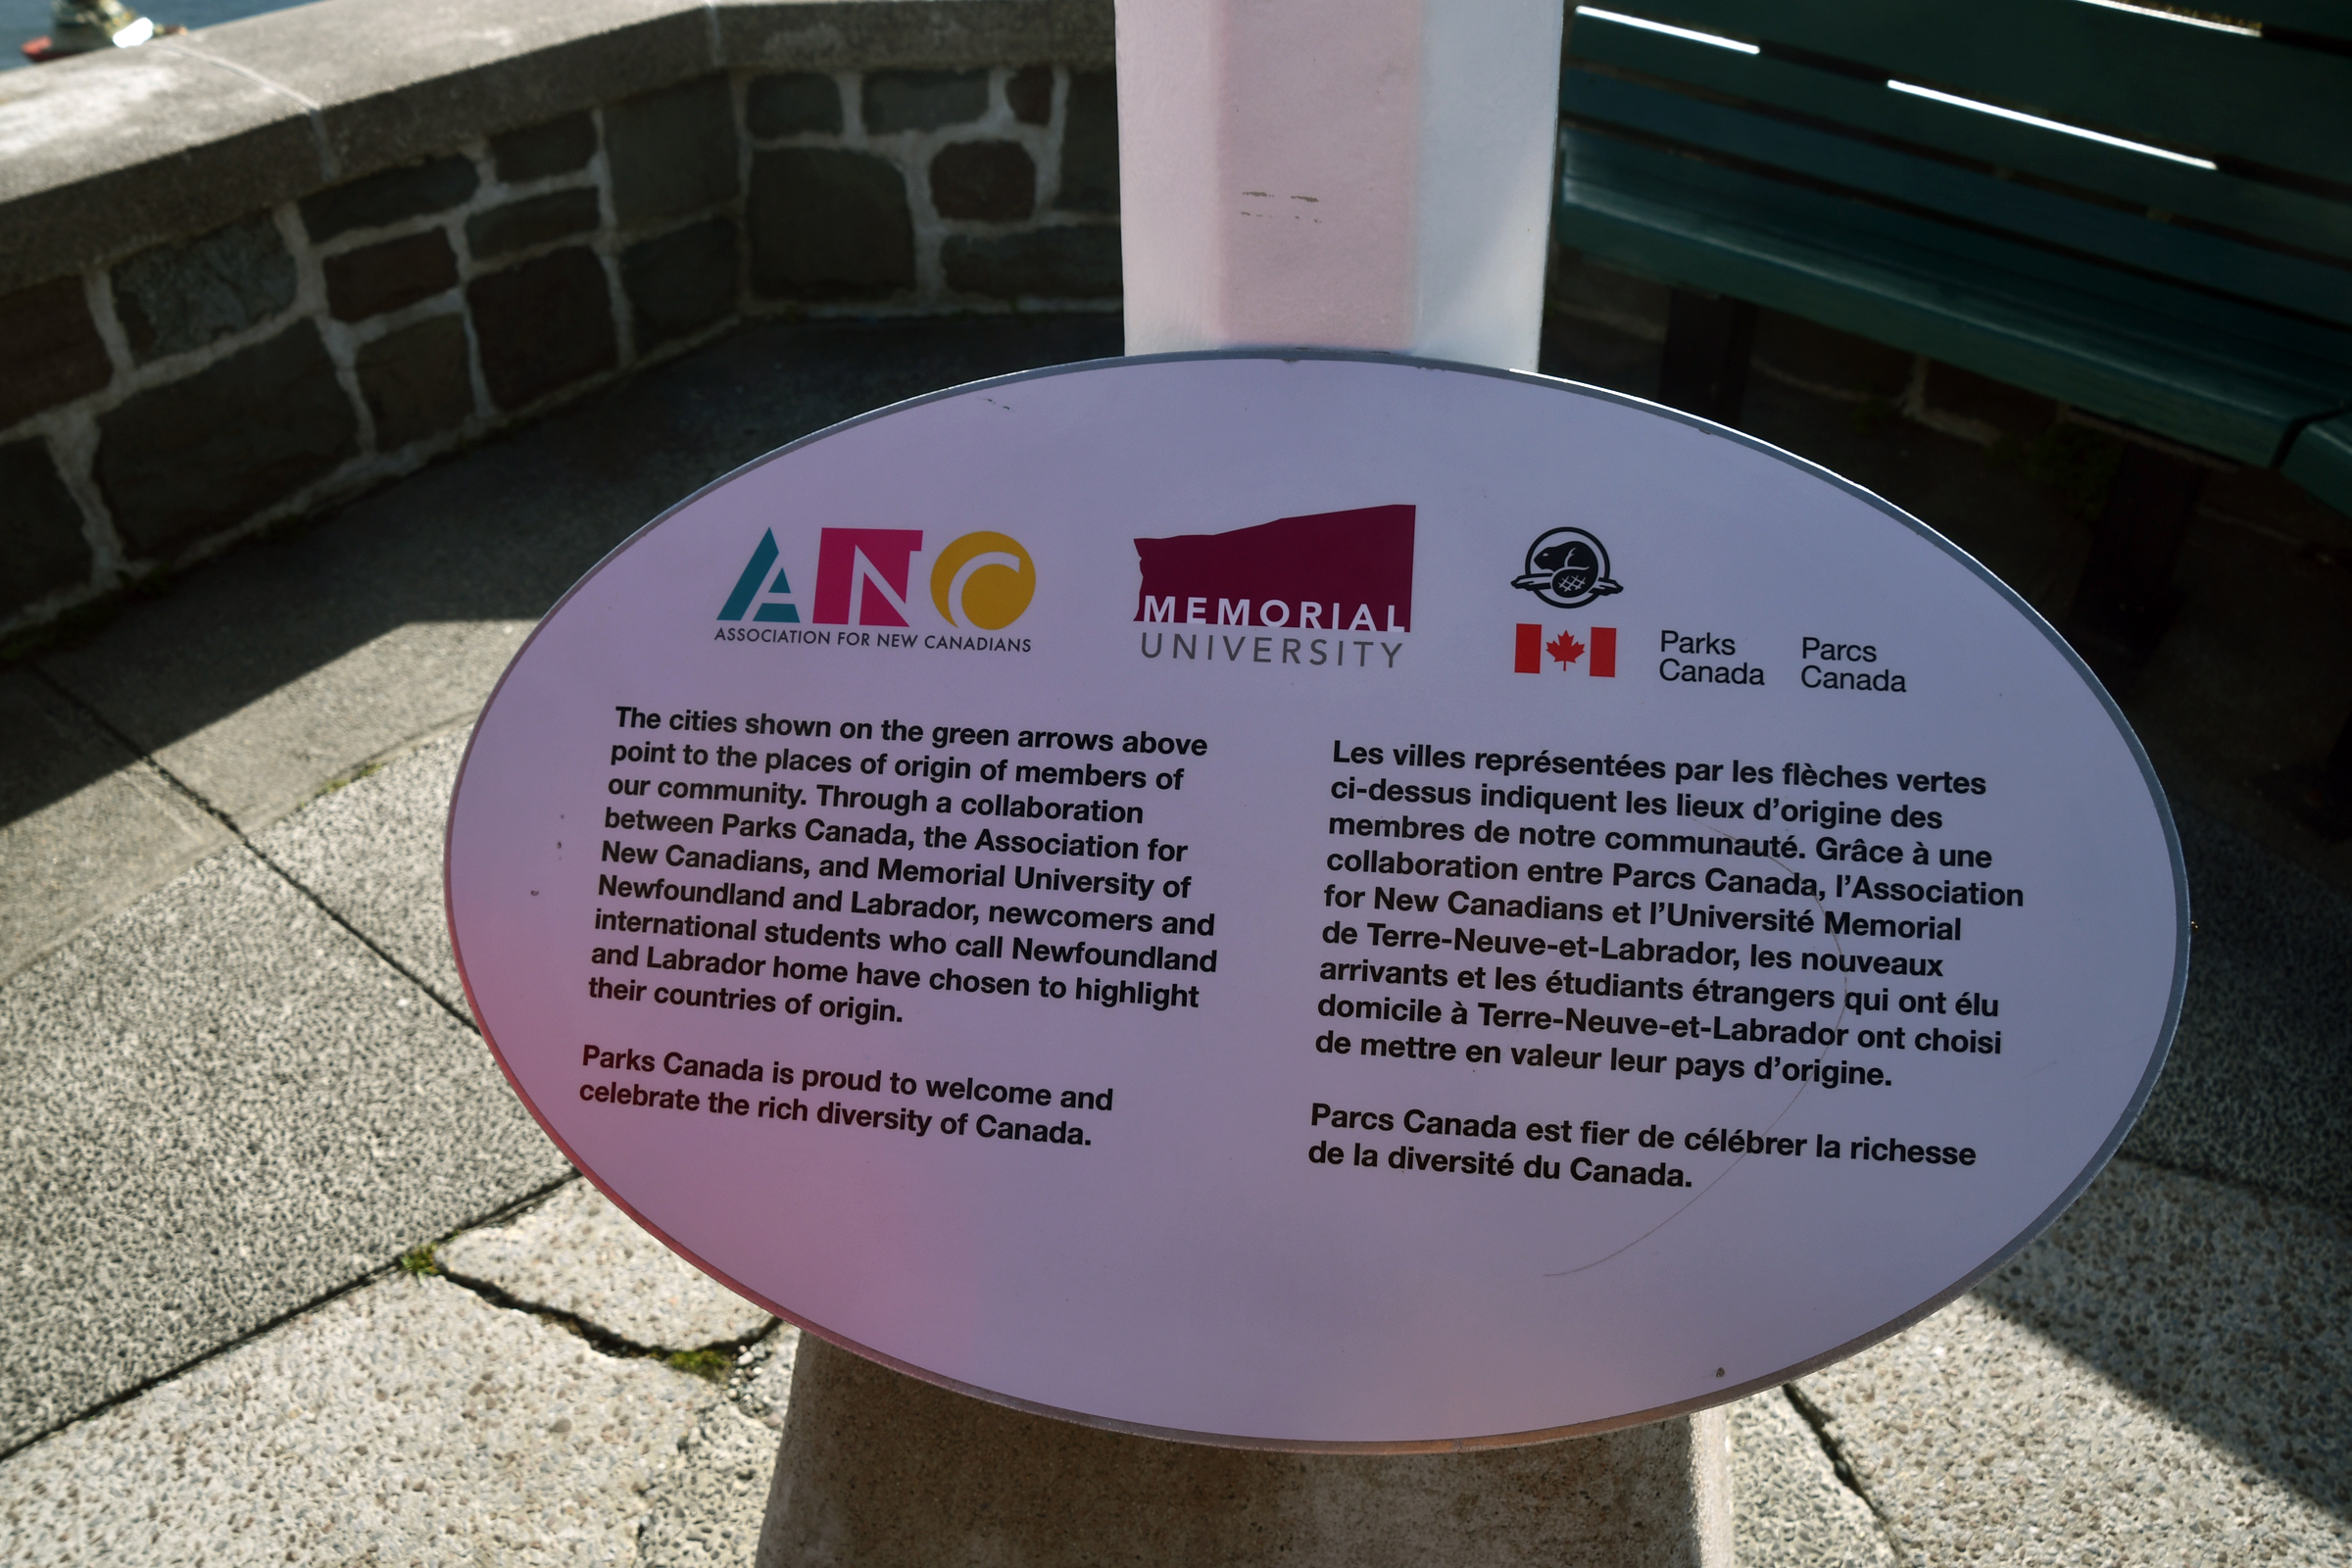 ANC
ASSOCIATION FOR NEW CANADIANS
MEMORIAL
UNIVERSITY
Parks
Canada
Parcs
Canada
The cities shown on the green arrows above
point to the places of origin of members of
our community. Through a collaboration
between Parks Canada, the Association for
New Canadians, and Memorial University of
Newfoundland and Labrador, newcomers and
international students who call Newfoundland
and Labrador home have chosen to highlight
their countries of origin.
Parks Canada is proud to welcome and
celebrate the rich diversity of Canada.
Les villes représentées par les flèches vertes
ci-dessus indiquent les lieux d'origine des
membres de notre communauté. Grâce à une
collaboration entre Parcs Canada, l'Association
for New Canadians et l'Université Memorial
de Terre-Neuve-et-Labrador, les nouveaux
arrivants et les étudiants étrangers qui ont élu
domicile à Terre-Neuve-et-Labrador ont choisi
de mettre en valeur leur pays d'origine.
Parcs Canada est fier de célébrer la richesse
de la diversité du Canada.